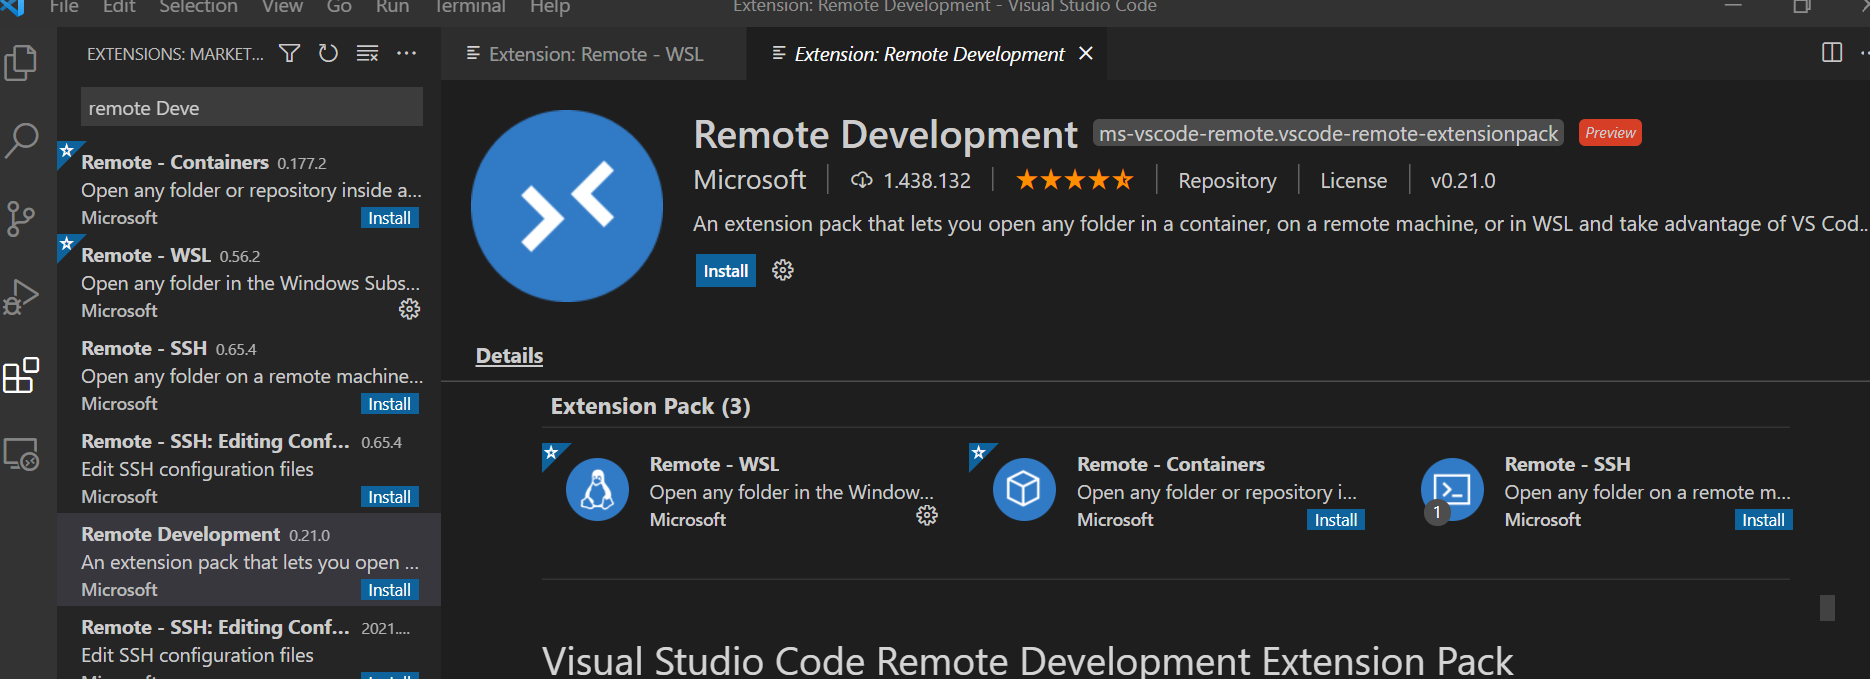 File Edit Selection View Go Run Terminal Help
Extension: Remote Development - Visual Studio Code
EXTENSIONS: MARKET...
Extension: Remote - WSL
Extension: Remote Development
remote Deve
Remote - Containers 0.177.2
Open any folder or repository inside a...
Microsoft
Install
Remote - WSL 0.56.2
Open any folder in the Windows Subs...
Microsoft
Remote - SSH 0.65.4
Open any folder on a remote machine...
Microsoft
Install
Remote - SSH: Editing Conf... 0.65.4
Edit SSH configuration files
Microsoft
Install
Remote Development 0.21.0
An extension pack that lets you open ...
Microsoft
Install
Remote - SSH: Editing Conf... 2021....
Edit SSH configuration files
Microsoft
Install
Remote Development ms-vscode-remote.vscode-remote-extensionpack Preview
Microsoft 1.438.132 Repository License v0.21.0
An extension pack that lets you open any folder in a container, on a remote machine, or in WSL and take advantage of VS Cod..
Install
Details
Extension Pack (3)
Remote - WSL
Open any folder in the Window...
Microsoft
Remote - Containers
Open any folder or repository i...
Microsoft
Install
1
Remote - SSH
Open any folder on a remote m...
Microsoft
Install
Visual Studio Code Remote Development Extension Pack